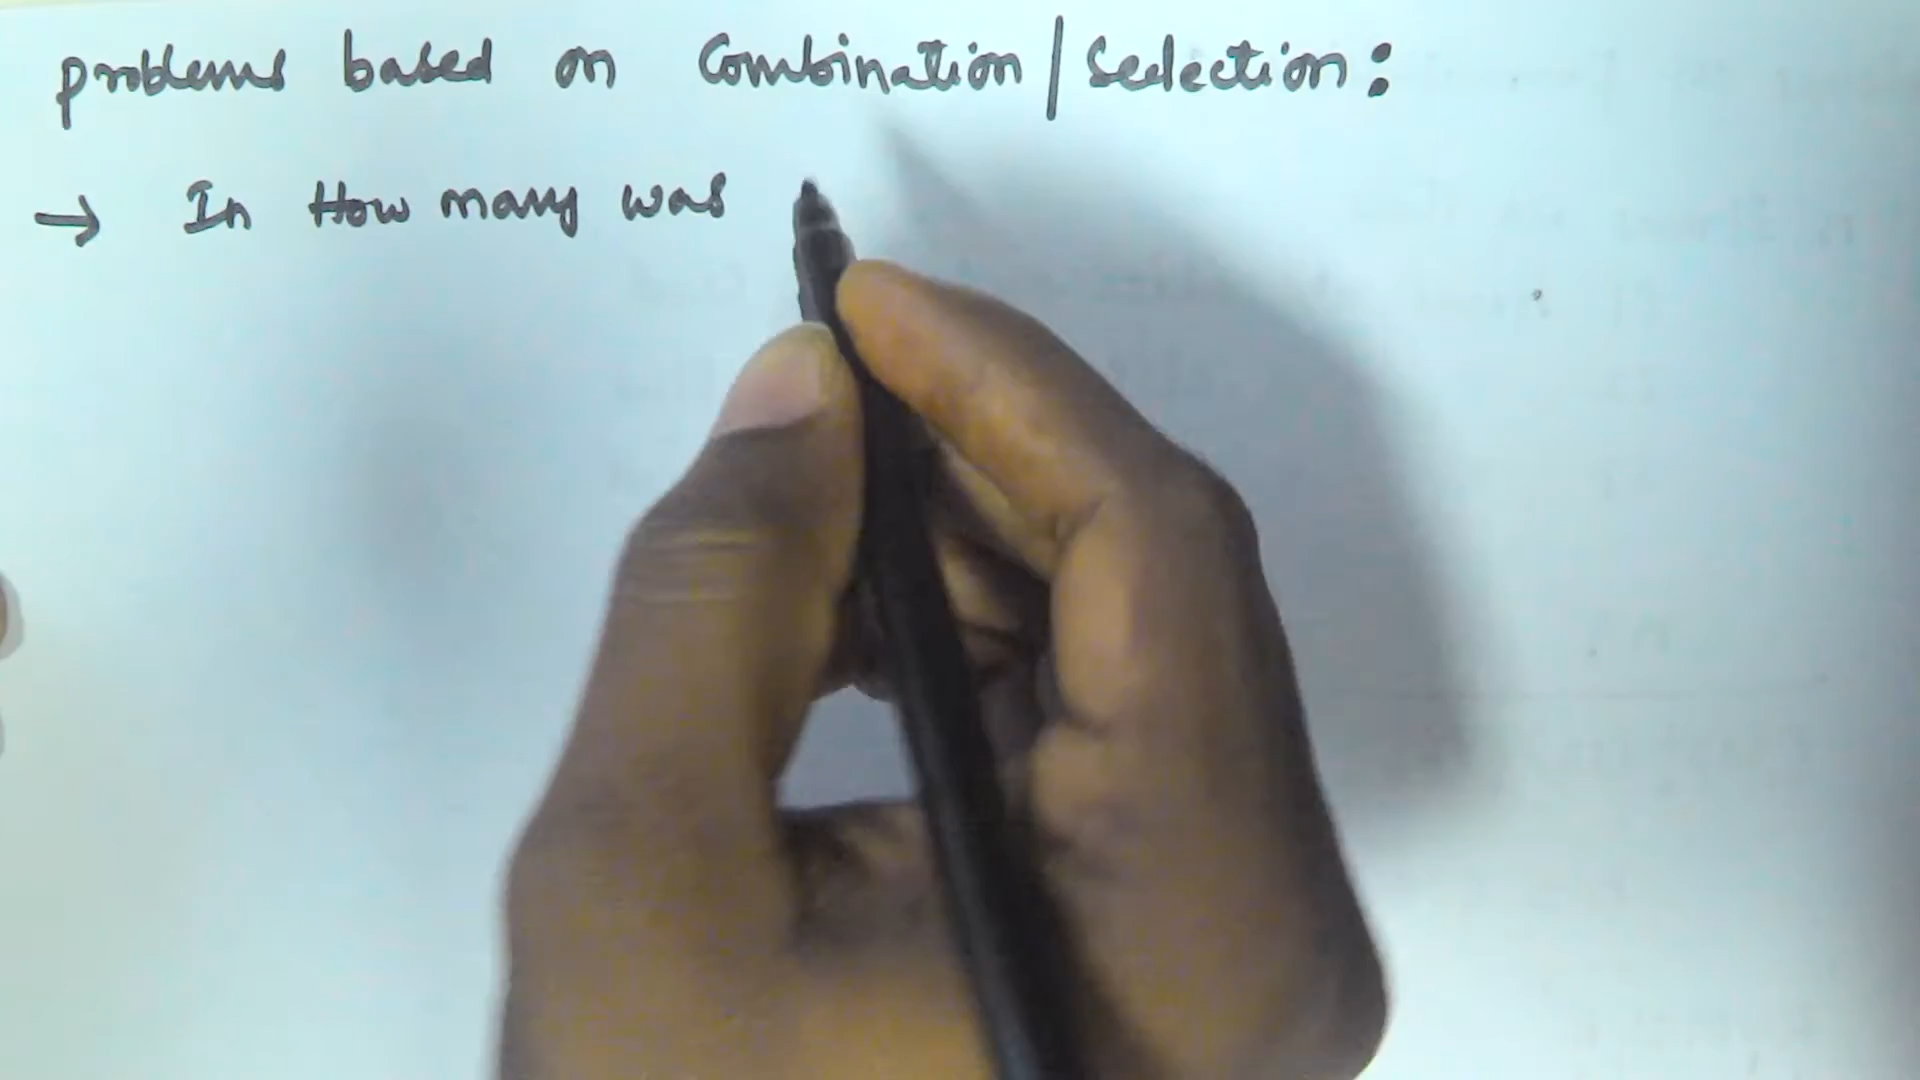 problems based on Combination/Selection:
→ In How many was